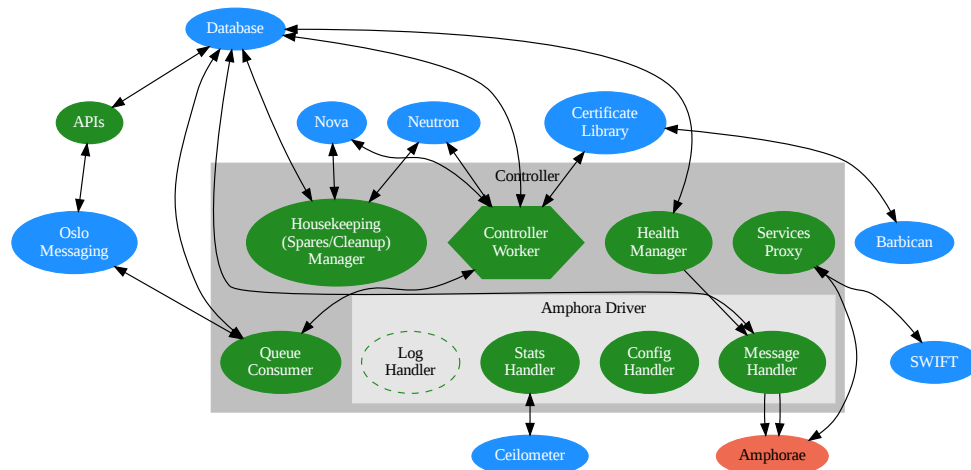 Database
APIs
Nova
Neutron
Certificate
Library
Controller
Oslo
Messaging
Housekeeping
(Spares/Cleanup)
Manager
Controller
Worker
Health
Manager
Services
Proxy
Barbican
Amphora Driver
Queue
Consumer
Log
Handler
Stats
Handler
Config
Handler
Message
Handler
SWIFT
Ceilometer
Amphorae